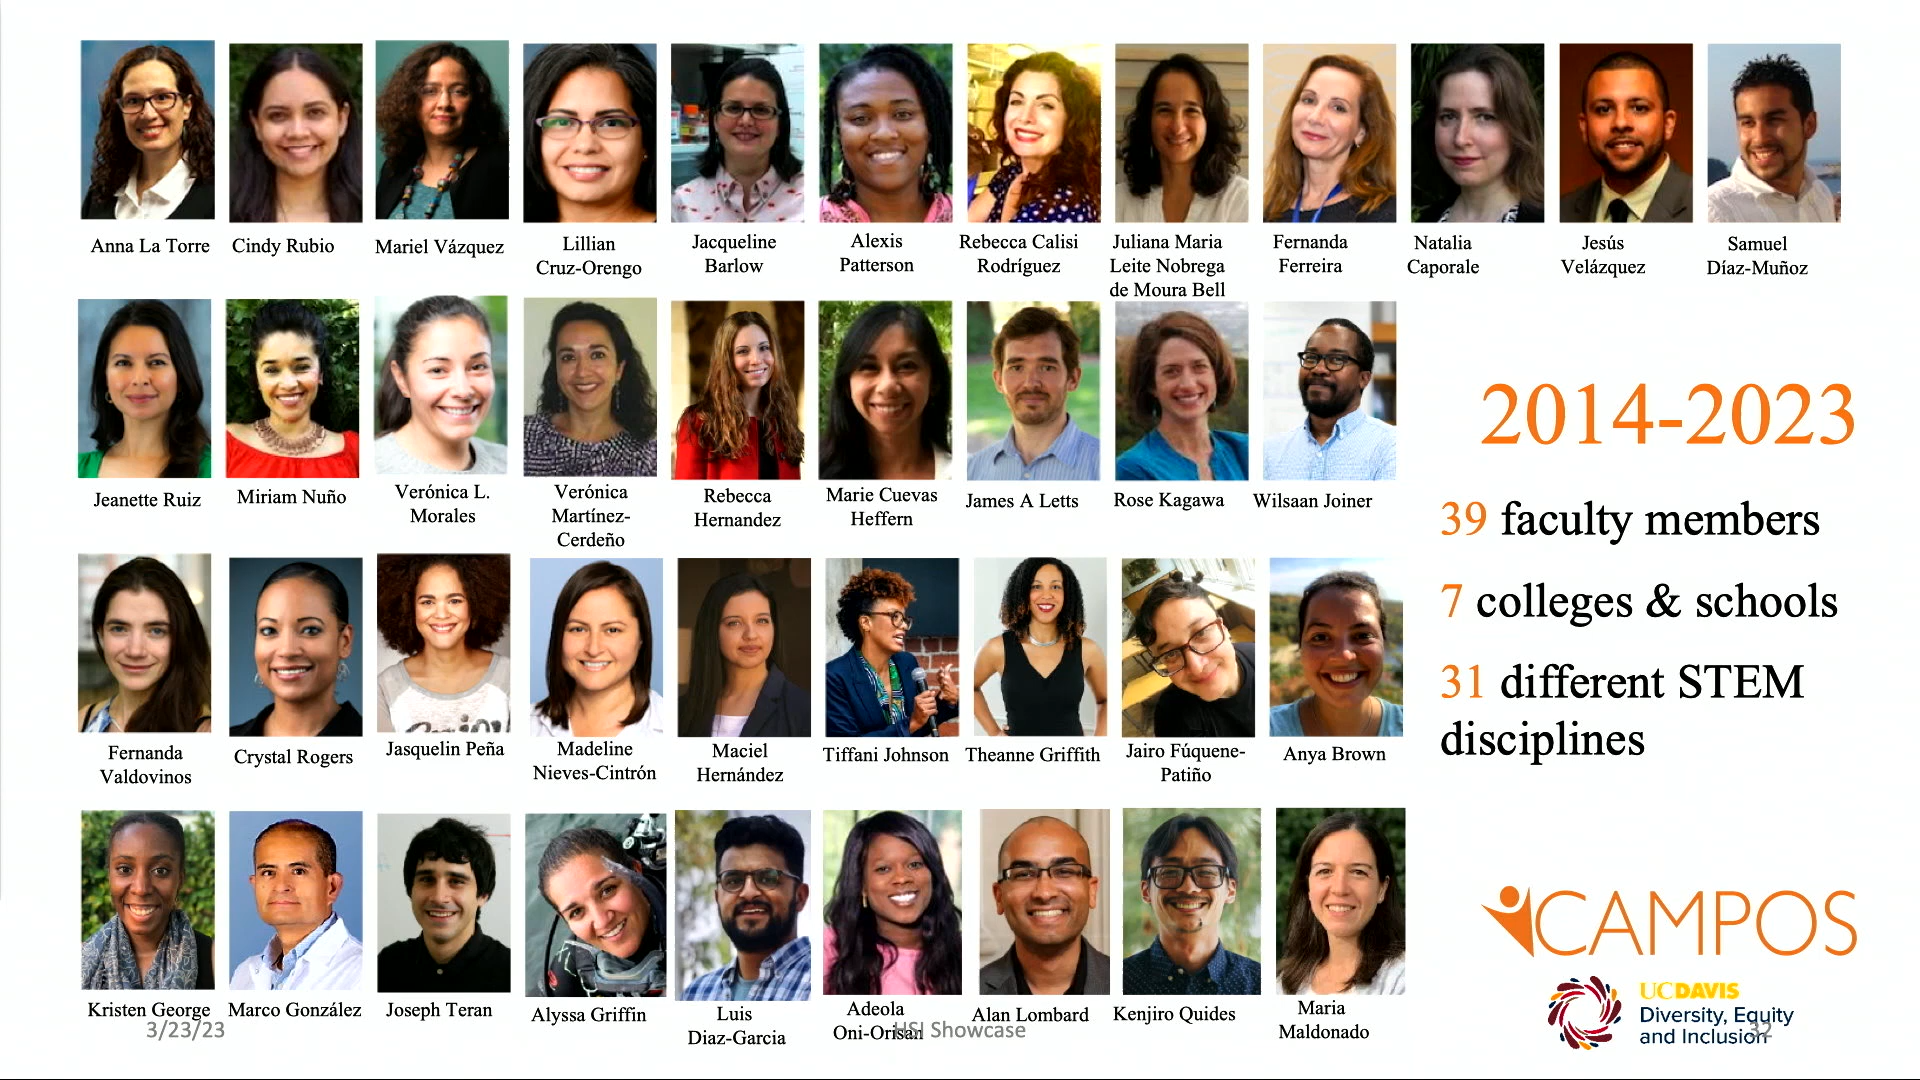 Anna La Torre
Cindy Rubio
Mariel Vázquez
Lillian
Cruz-Orengo
Jacqueline
Barlow
Alexis
Patterson
Rebecca Calisi
Rodríguez
Juliana Maria
Leite Nobrega
de Moura Bell
Fernanda
Ferreira
Natalia
Caporale
Jesús
Velázquez
Samuel
Díaz-Muñoz
Jeanette Ruiz
Miriam Nuño
Verónica L.
Morales
Verónica
Martínez-
Cerdeño
Rebecca
Hernandez
Marie Cuevas
Heffern
James A Letts
Rose Kagawa
Wilsaan Joiner
2014-2023
39 faculty members
7 colleges & schools
31 different STEM
disciplines
Fernanda
Valdovinos
Crystal Rogers
Jasquelin Peña
Madeline
Nieves-Cintrón
Maciel
Hernández
Tiffani Johnson
Theanne Griffith
Jairo Fúquene-
Patiño
Anya Brown
Kristen George
Marco González
Joseph Teran
Alyssa Griffin
Luis
Diaz-Garcia
Adeola
Oni-Orisan
Alan Lombard
Kenjiro Quides
Maria
Maldonado
CAMPOS
UCDAVIS
Diversity, Equity
and Inclusion
3/23/23
HSI Showcase
32